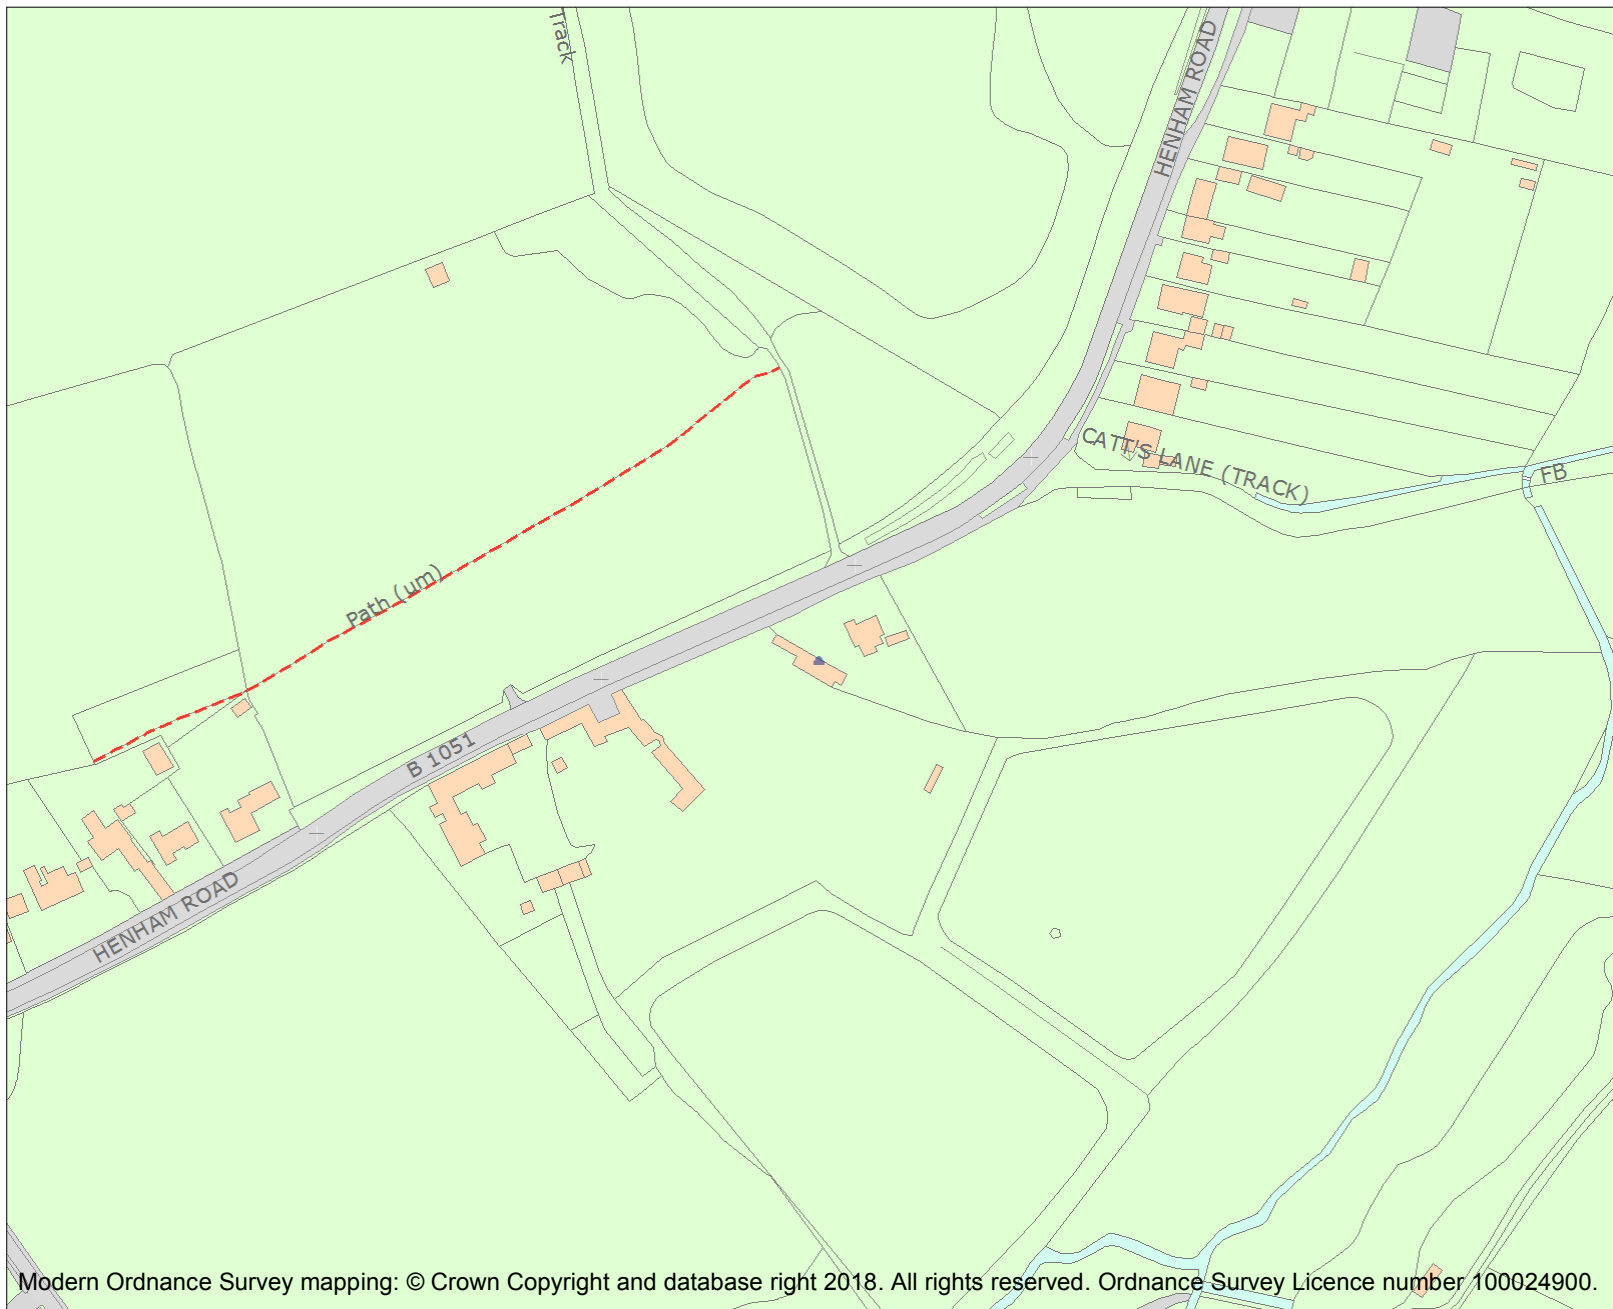 Track
HENHAM ROAD
CATT'S LANE (TRACK)
FB
Path (um)
B 1051
HENHAM ROAD
Modern Ordnance Survey mapping: © Crown Copyright and database right 2018. All rights reserved. Ordnance Survey Licence number 100024900.